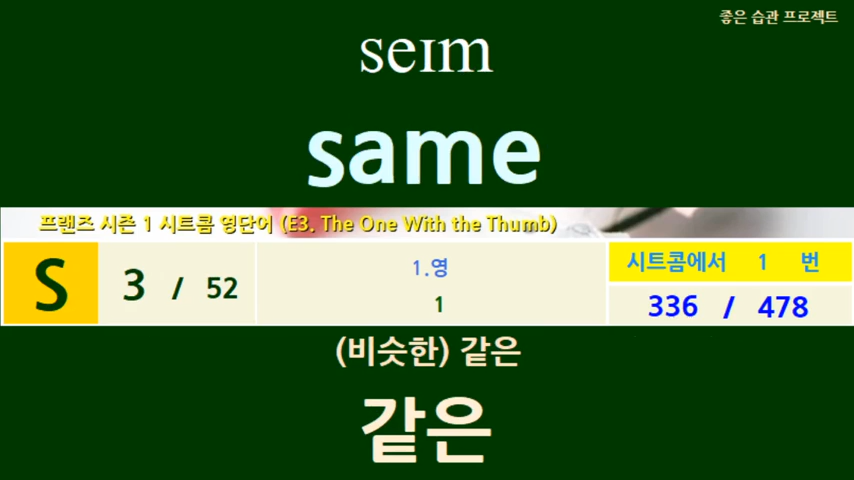 좋은 습관 프로젝트
seɪm
same
프랜즈 시즌 1 시트콤 영단어 (E3. The One With the Thumb)
S 3 / 52
1.영
1
시트콤에서 1 번
336 / 478
(비슷한) 같은
같은